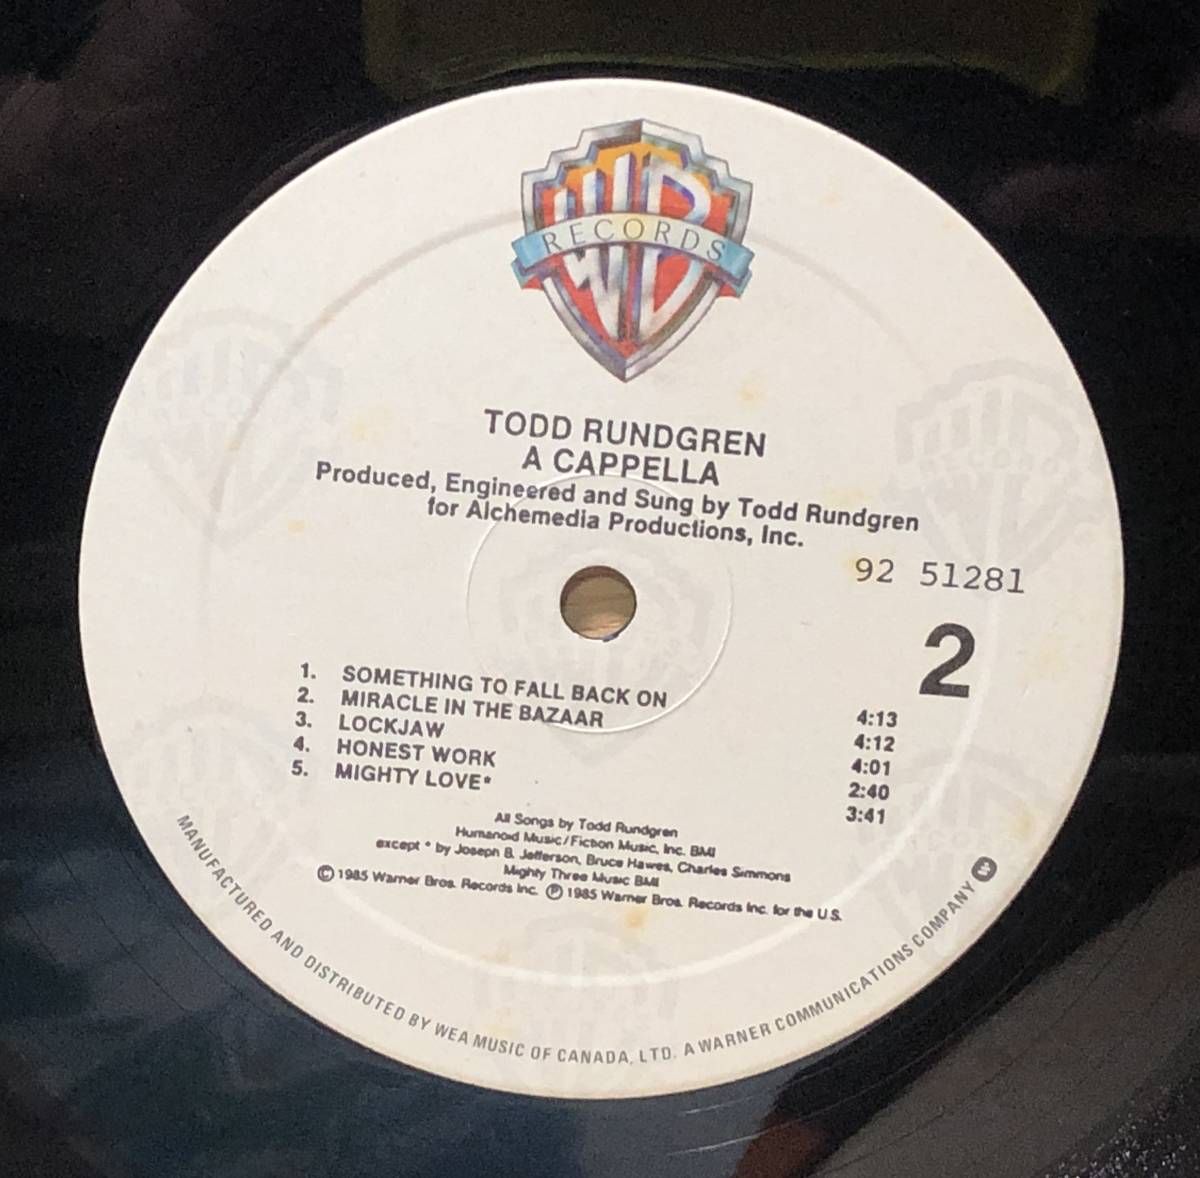 WB
RECORDS
TODD RUNDGREN
A CAPPELLA
Produced, Engineered and Sung by Todd Rundgren
for Alchemedia Productions, Inc.
92 51281
2
1. SOMETHING TO FALL BACK ON 4:13
2. MIRACLE IN THE BAZAAR 4:12
3. LOCKJAW 4:01
4. HONEST WORK 2:40
5. MIGHTY LOVE* 3:41
All Songs by Todd Rundgren
Humanoid Music/Fiction Music, Inc. BMI
except * by Joseph B. Jefferson, Bruce Hawes, Charles Simmons
Mighty Three Music BMI
© 1985 Warner Bros. Records Inc. ℗ 1985 Warner Bros. Records Inc. for the U.S.
MANUFACTURED AND DISTRIBUTED BY WEA MUSIC OF CANADA, LTD. A WARNER COMMUNICATIONS COMPANY